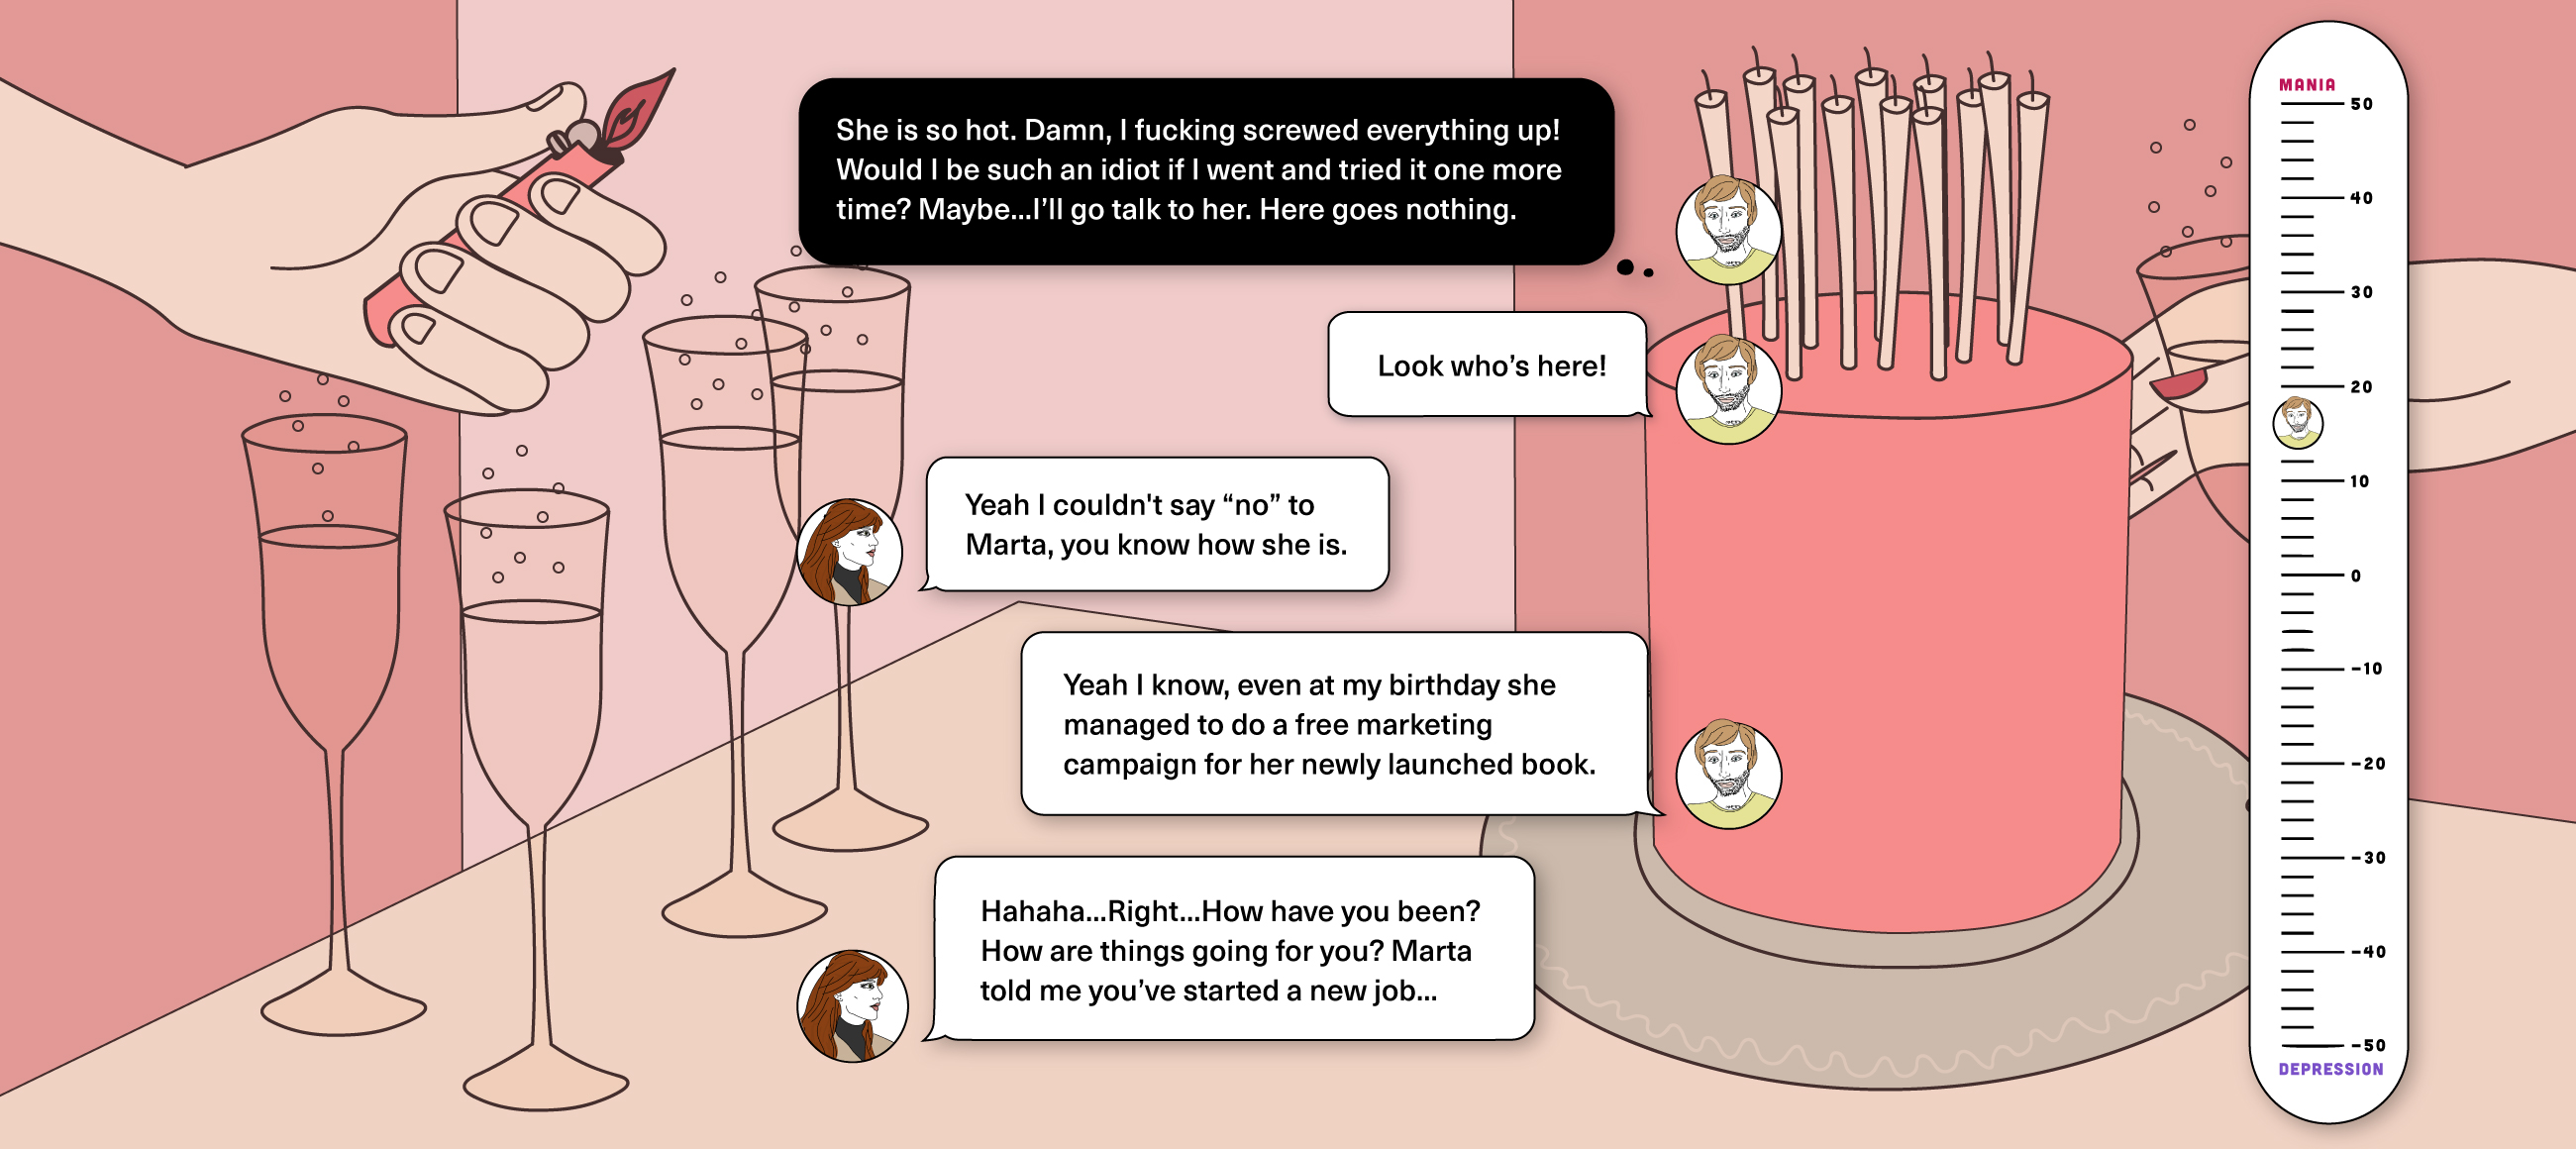 She is so hot. Damn, I fucking screwed everything up!
Would I be such an idiot if I went and tried it one more
time? Maybe...I’ll go talk to her. Here goes nothing.
Look who’s here!
Yeah I couldn't say “no” to
Marta, you know how she is.
Yeah I know, even at my birthday she
managed to do a free marketing
campaign for her newly launched book.
Hahaha...Right...How have you been?
How are things going for you? Marta
told me you’ve started a new job...
MANIA
50
40
30
20
10
0
-10
-20
-30
-40
-50
DEPRESSION